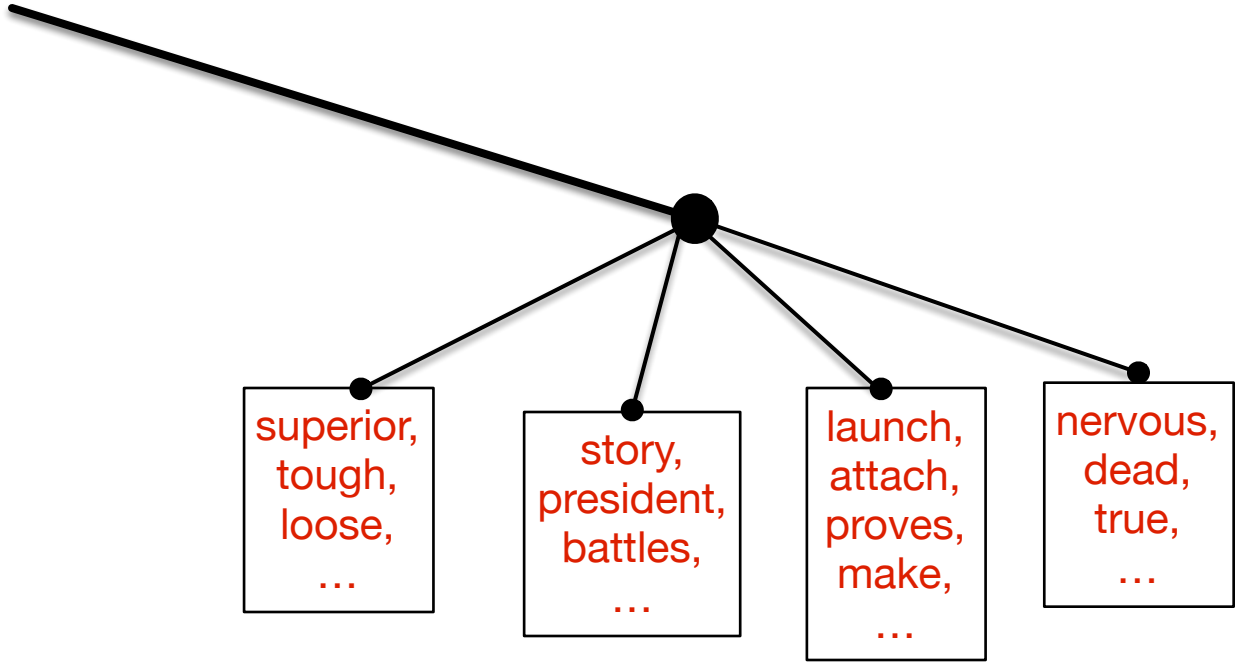 superior,
tough,
loose,
...
story,
president,
battles,
...
launch,
attach,
proves,
make,
...
nervous,
dead,
true,
...